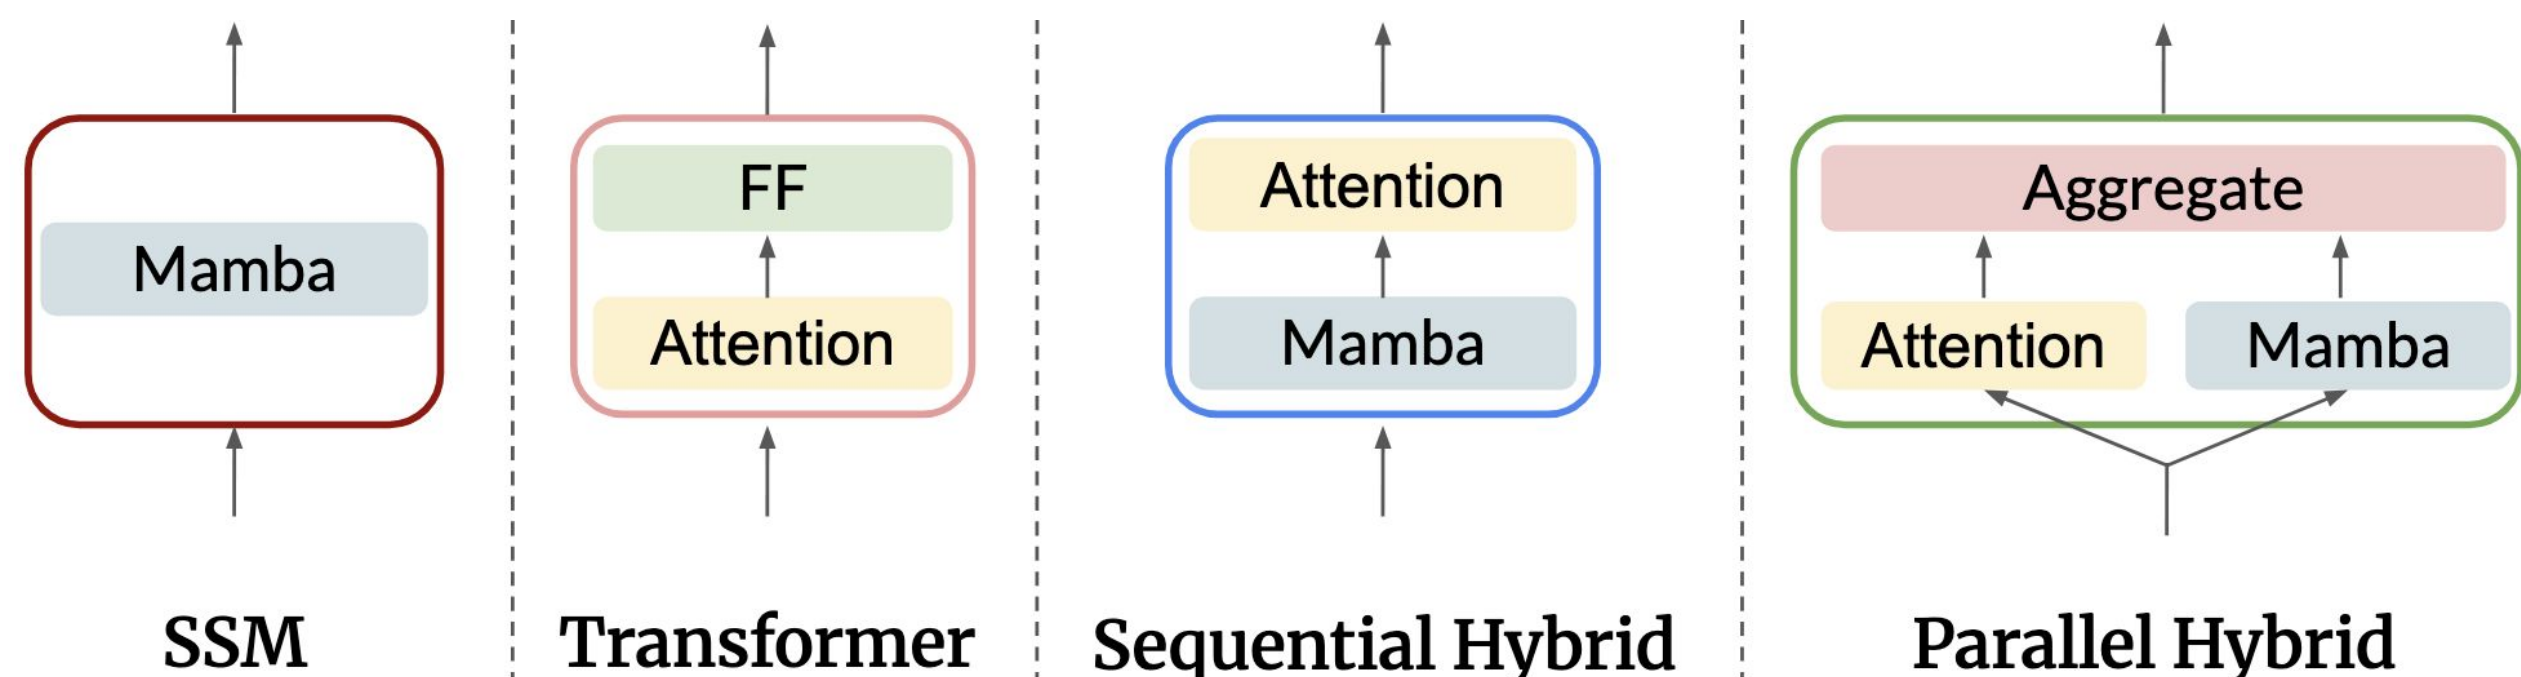 Mamba
SSM
FF
Attention
Transformer
Attention
Mamba
Sequential Hybrid
Aggregate
Attention
Mamba
Parallel Hybrid